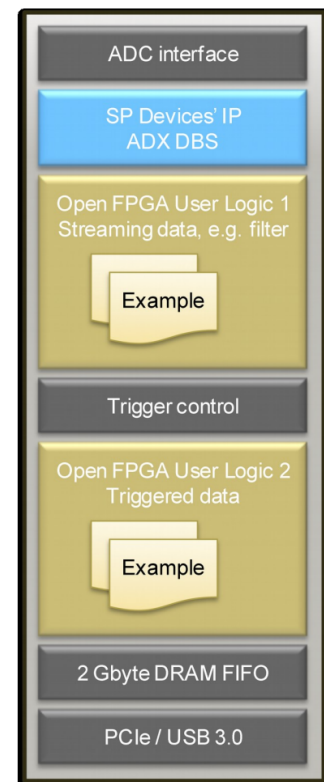 ADC interface
SP Devices' IP
ADX DBS
Open FPGA User Logic 1
Streaming data, e.g. filter
Example
Trigger control
Open FPGA User Logic 2
Triggered data
Example
2 Gbyte DRAM FIFO
PCIe / USB 3.0